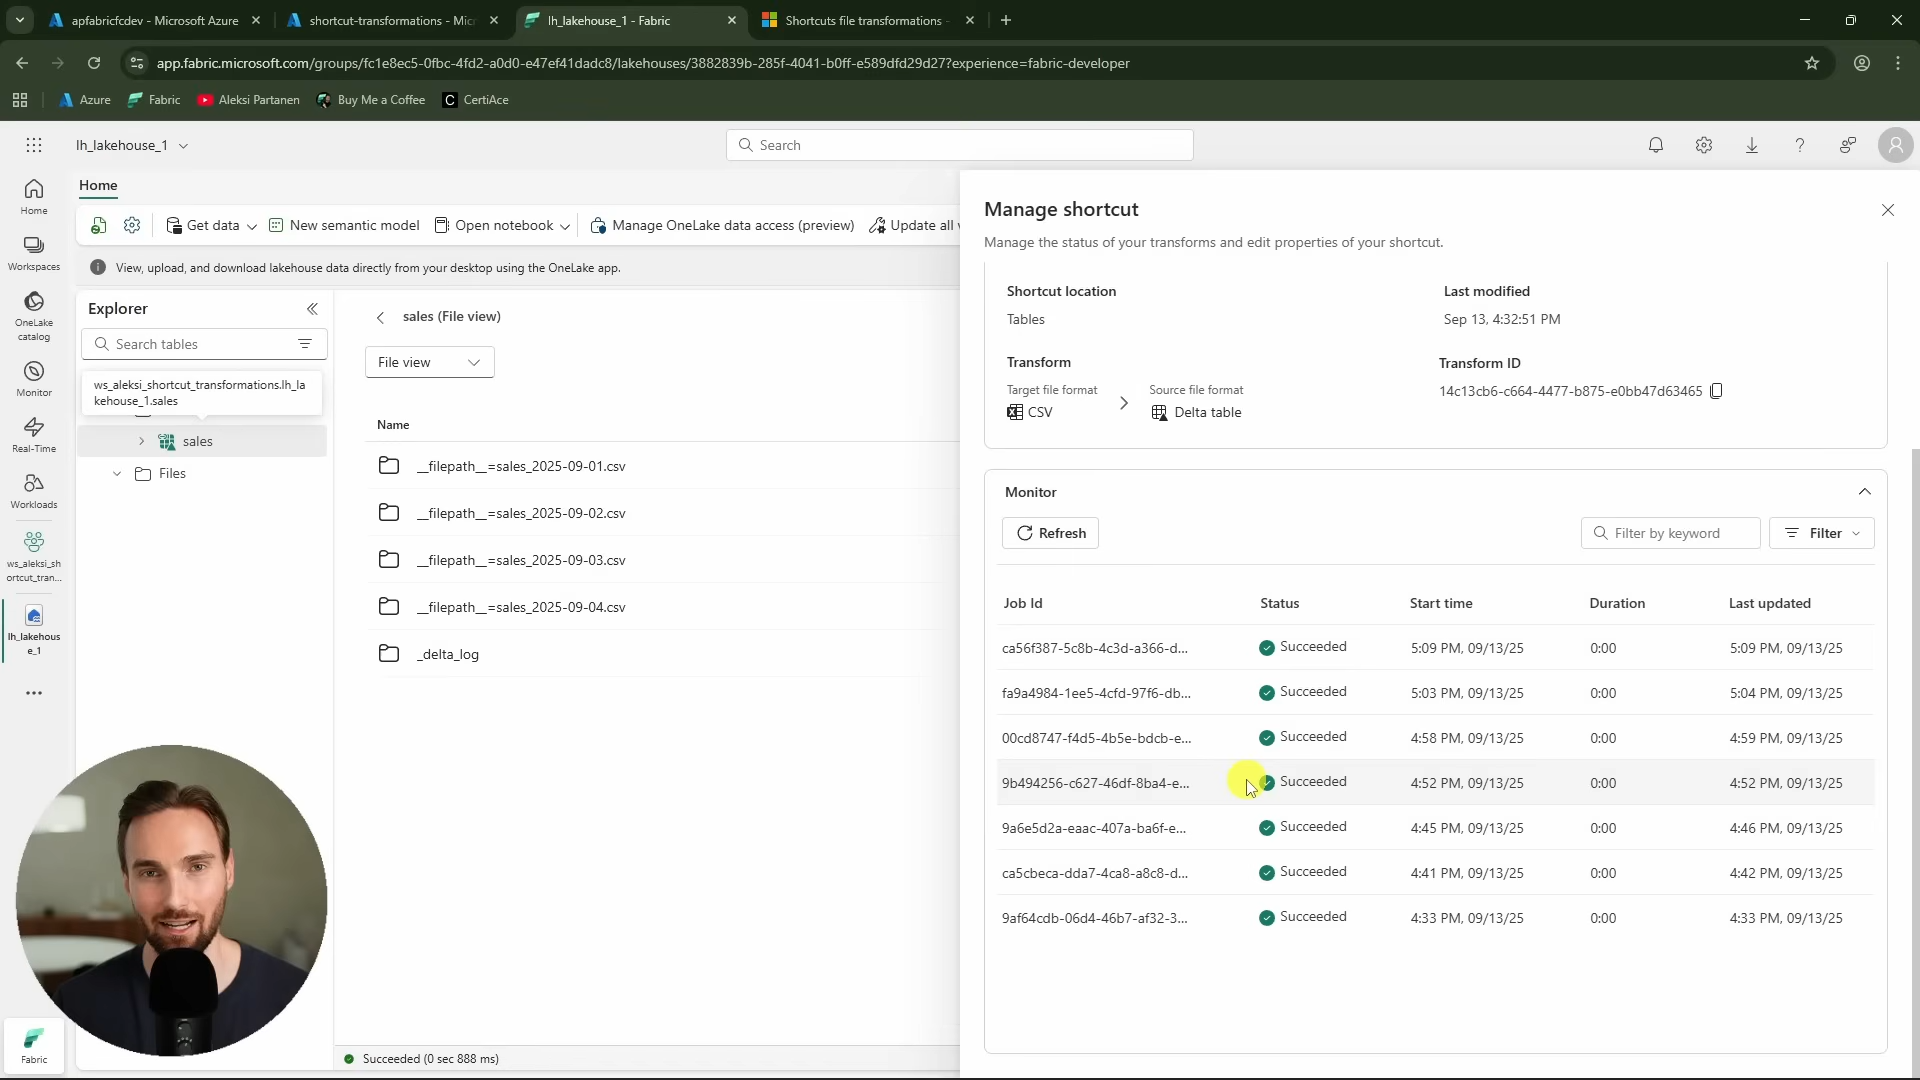 apfabricfcdev - Microsoft Azure
shortcut-transformations - Mic
lh_lakehouse_1 - Fabric
Shortcuts file transformations -
app.fabric.microsoft.com/groups/fc1e8ec5-0fbc-4fd2-a0d0-e47ef41dadc8/lakehouses/3882839b-285f-4041-b0ff-e589dfd29d27?experience=fabric-developer
Azure
Fabric
Aleksi Partanen
Buy Me a Coffee
CertiAce
lh_lakehouse_1
Search
Home
Workspaces
OneLake
catalog
Monitor
Real-Time
Workloads
ws_aleksi_sh
ortcut_tran...
lh_lakehous
e_1
Fabric
Home
Get data
New semantic model
Open notebook
Manage OneLake data access (preview)
Update all
View, upload, and download lakehouse data directly from your desktop using the OneLake app.
Explorer
Search tables
ws_aleksi_shortcut_transformations.lh_la
kehouse_1.sales
sales
Files
sales (File view)
File view
Name
__filepath__=sales_2025-09-01.csv
__filepath__=sales_2025-09-02.csv
__filepath__=sales_2025-09-03.csv
__filepath__=sales_2025-09-04.csv
_delta_log
Succeeded (0 sec 888 ms)
Manage shortcut
Manage the status of your transforms and edit properties of your shortcut.
Shortcut location
Last modified
Tables
Sep 13, 4:32:51 PM
Transform
Transform ID
Target file format
Source file format
14c13cb6-c664-4477-b875-e0bb47d63465
CSV
Delta table
Monitor
Refresh
Filter by keyword
Filter
Job Id Status Start time Duration Last updated
ca56f387-5c8b-4c3d-a366-d... Succeeded 5:09 PM, 09/13/25 0:00 5:09 PM, 09/13/25
fa9a4984-1ee5-4cfd-97f6-db... Succeeded 5:03 PM, 09/13/25 0:00 5:04 PM, 09/13/25
00cd8747-f4d5-4b5e-bdcb-e... Succeeded 4:58 PM, 09/13/25 0:00 4:59 PM, 09/13/25
9b494256-c627-46df-8ba4-e... Succeeded 4:52 PM, 09/13/25 0:00 4:52 PM, 09/13/25
9a6e5d2a-eaac-407a-ba6f-e... Succeeded 4:45 PM, 09/13/25 0:00 4:46 PM, 09/13/25
ca5cbeca-dda7-4ca8-a8c8-d... Succeeded 4:41 PM, 09/13/25 0:00 4:42 PM, 09/13/25
9af64cdb-06d4-46b7-af32-3... Succeeded 4:33 PM, 09/13/25 0:00 4:33 PM, 09/13/25